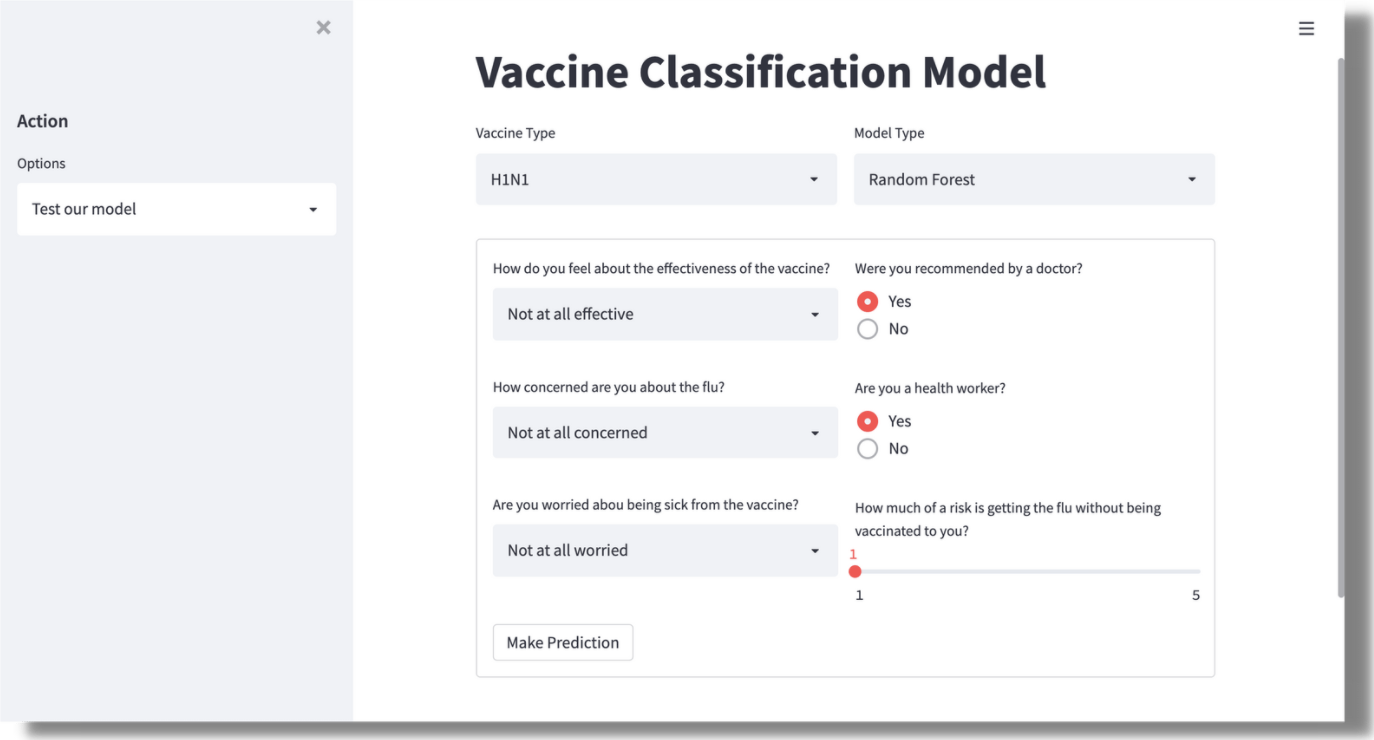 Action
Options
Test our model
Vaccine Classification Model
Vaccine Type
H1N1
Model Type
Random Forest
How do you feel about the effectiveness of the vaccine?
Not at all effective
Were you recommended by a doctor?
Yes
No
How concerned are you about the flu?
Not at all concerned
Are you a health worker?
Yes
No
Are you worried abou being sick from the vaccine?
Not at all worried
How much of a risk is getting the flu without being
vaccinated to you?
1
1
5
Make Prediction